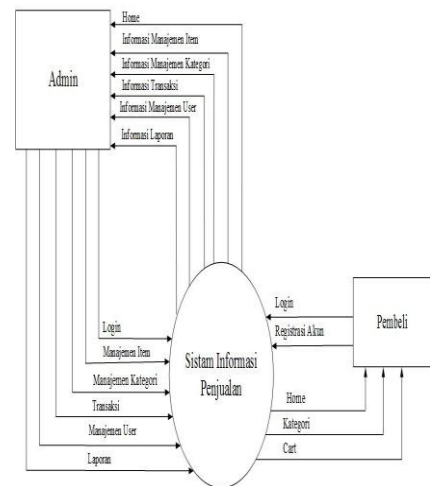 Home
Informasi Manajemen Item
Informasi Manajemen Kategori
Informasi Transaksi
Informasi Manajemen User
Informasi Laporan
Admin
Login
Manajemen Item
Manajemen Kategori
Transaksi
Manajemen User
Laporan
Sistam Informasi
Penjualan
Login
Registrasi Akun
Pembeli
Home
Kategori
Cart